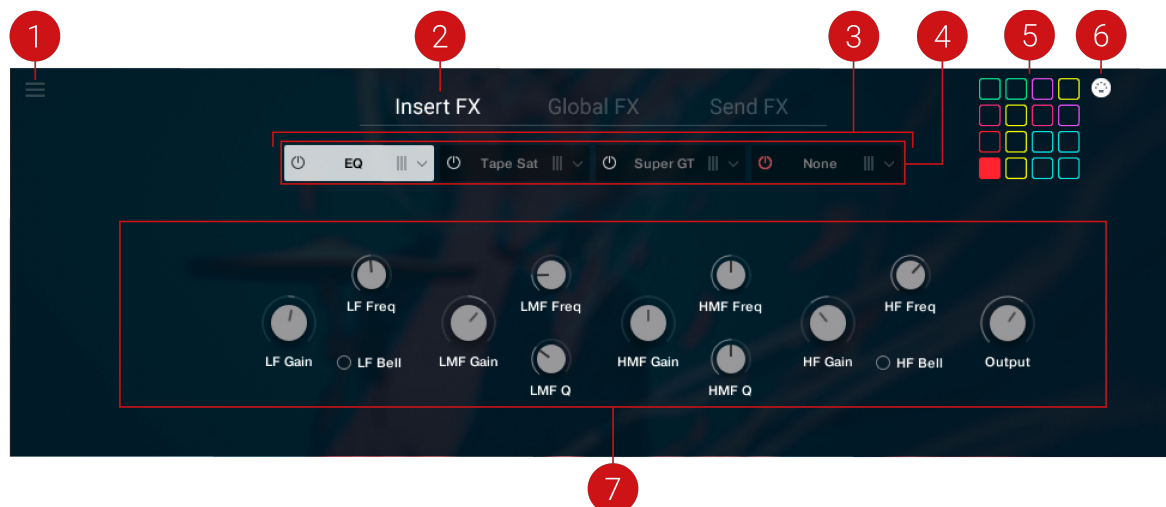 1 2 3 4 5 6
Insert FX Global FX Send FX
EQ Tape Sat Super GT None
LF Freq LMF Freq HMF Freq HF Freq
LF Gain LF Bell LMF Gain HMF Gain HF Gain HF Bell Output
LMF Q HMF Q
7